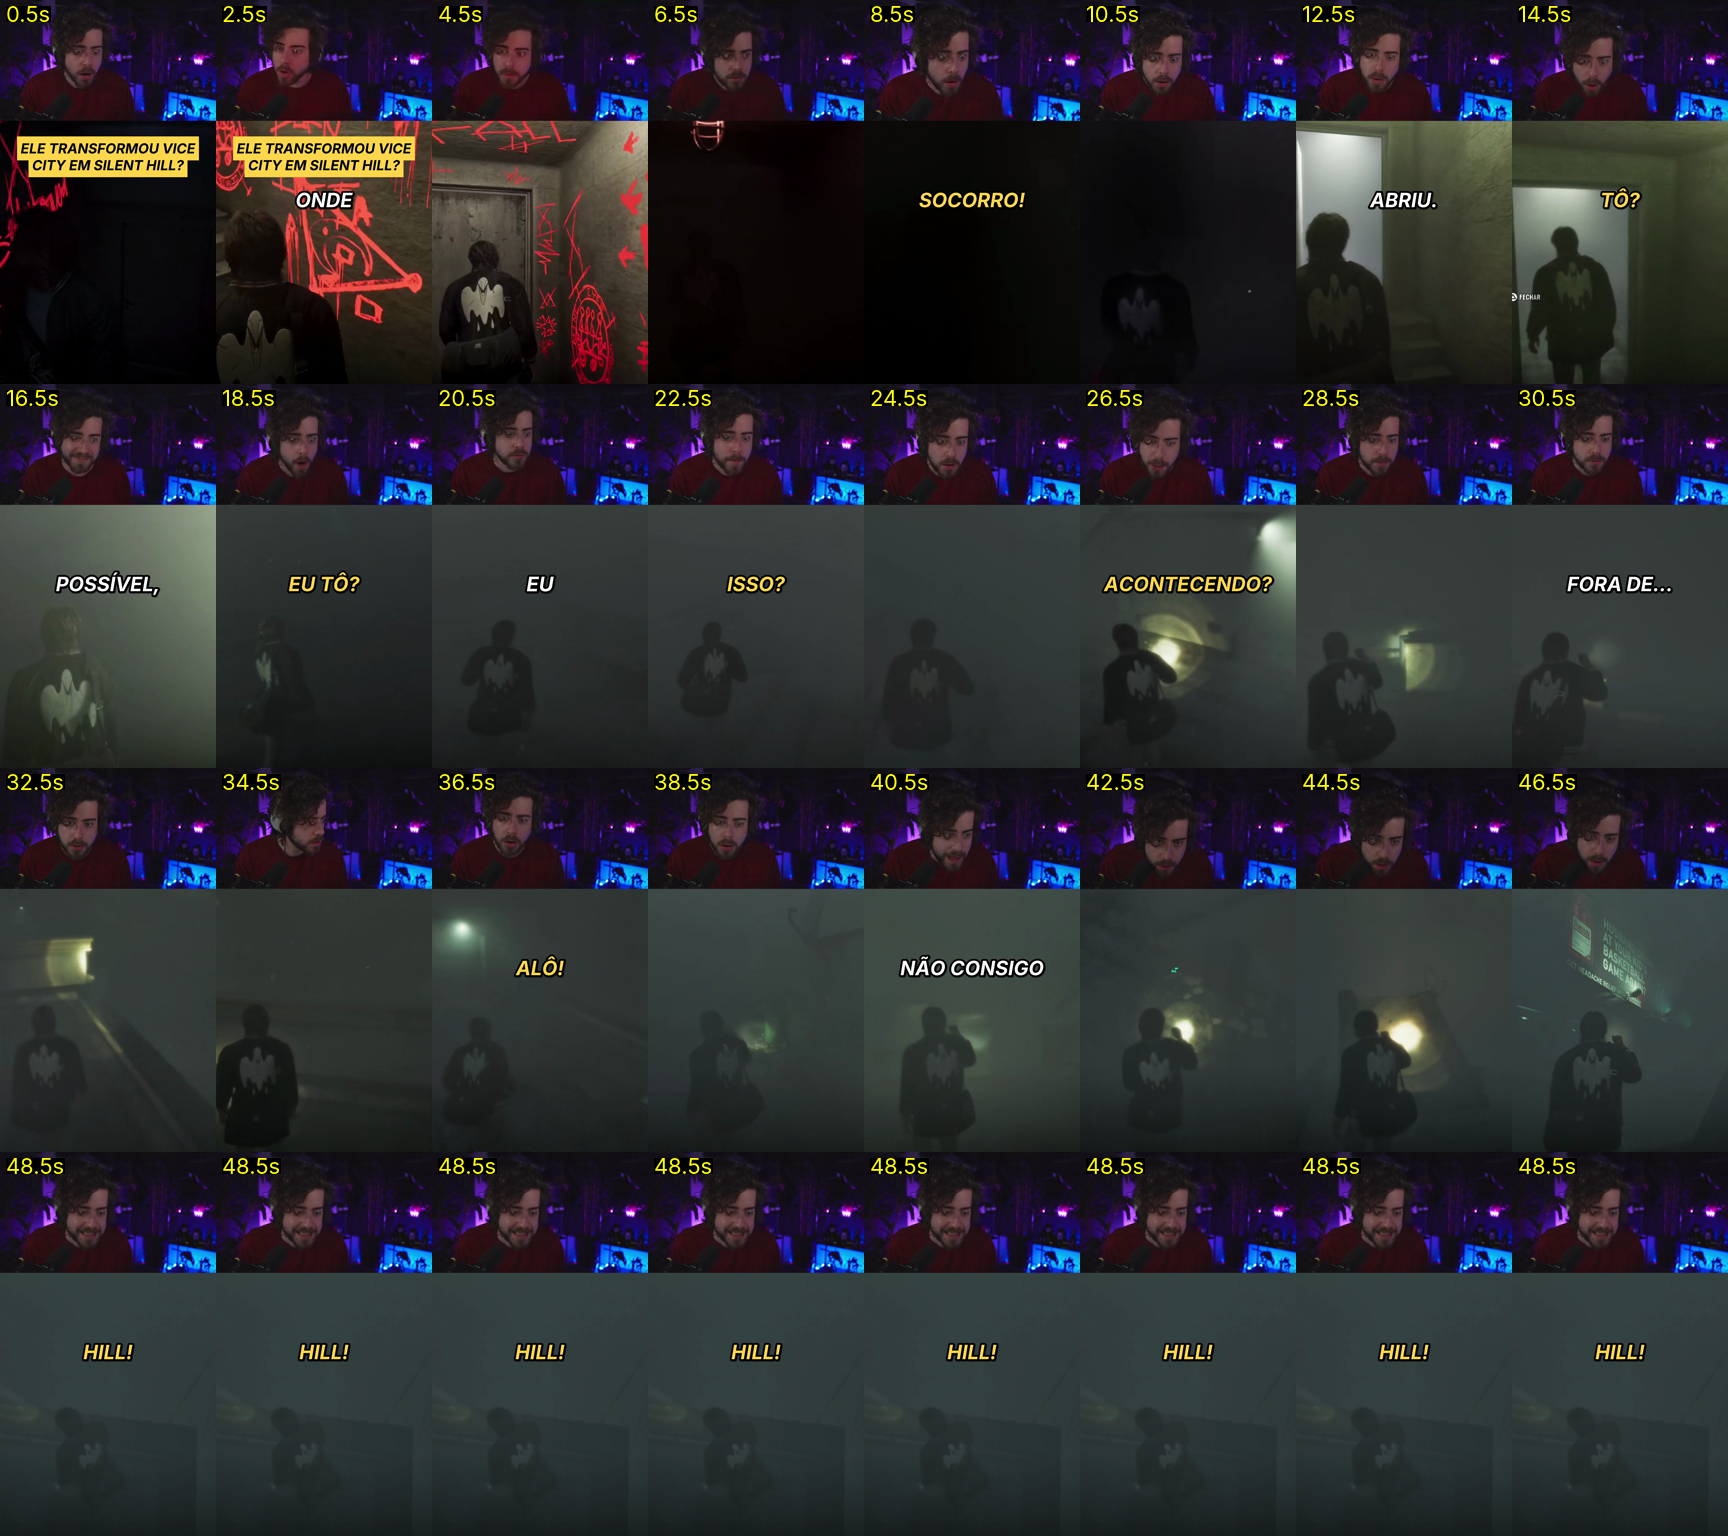 0.5s
2.5s
4.5s
6.5s
8.5s
10.5s
12.5s
14.5s
ELE TRANSFORMOU VICE
CITY EM SILENT HILL?
ELE TRANSFORMOU VICE
CITY EM SILENT HILL?
ONDE
SOCORRO!
ABRIU.
TÔ?
FECHAR
16.5s
18.5s
20.5s
22.5s
24.5s
26.5s
28.5s
30.5s
POSSÍVEL,
EU TÔ?
EU
ISSO?
ACONTECENDO?
FORA DE...
32.5s
34.5s
36.5s
38.5s
40.5s
42.5s
44.5s
46.5s
ALÔ!
NÃO CONSIGO
AT YOUR
BASKETBALL
GAME
48.5s
48.5s
48.5s
48.5s
48.5s
48.5s
48.5s
48.5s
HILL!
HILL!
HILL!
HILL!
HILL!
HILL!
HILL!
HILL!